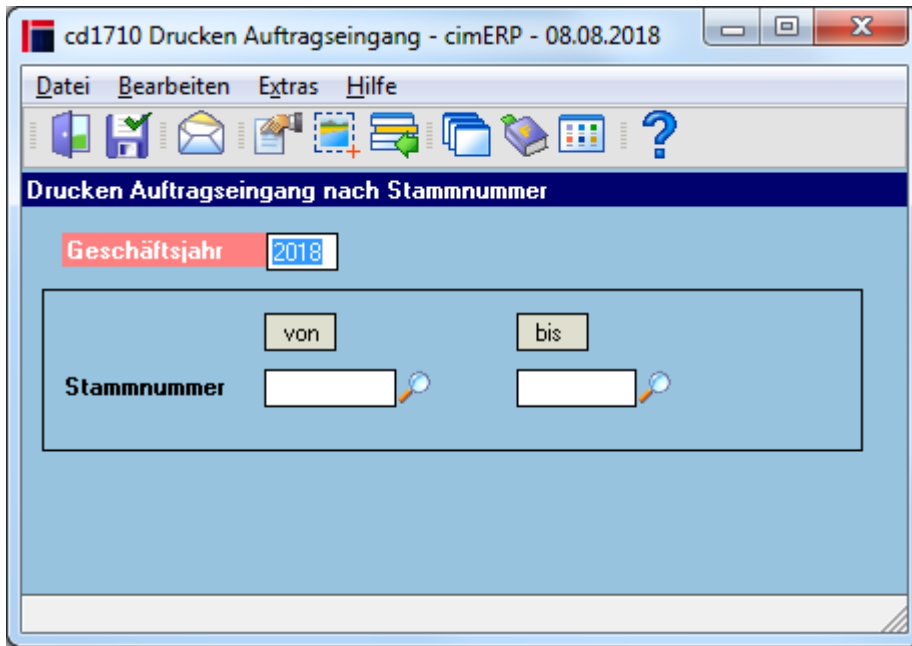 cd1710 Drucken Auftragseingang - cimERP - 08.08.2018
Datei Bearbeiten Extras Hilfe
Drucken Auftragseingang nach Stammnummer
Geschäftsjahr 2018
von bis
Stammnummer